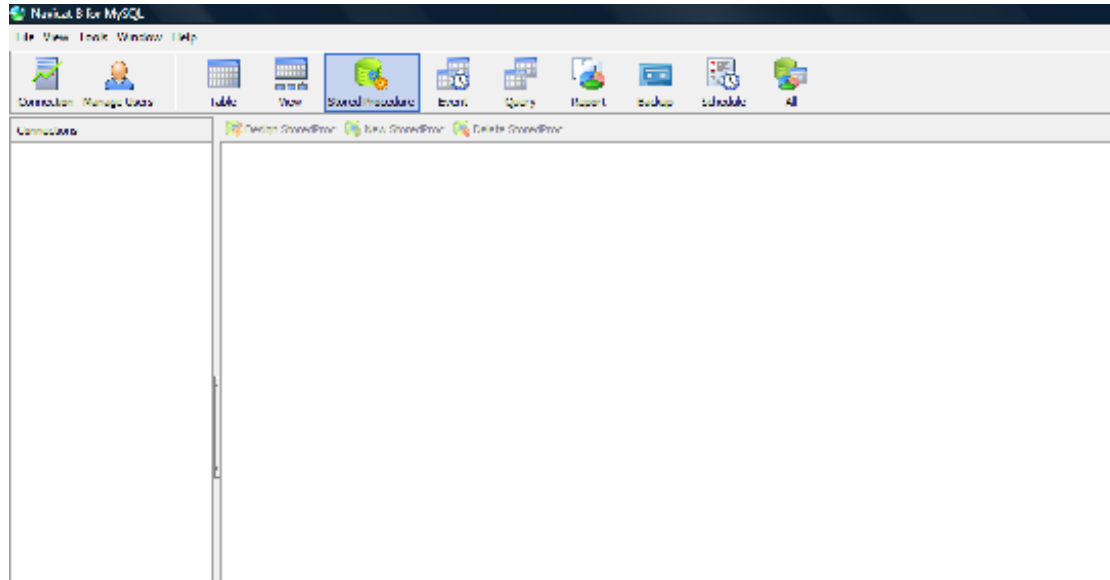 Navicat 8 for MySQL
File View Tools Window Help
Connection Manage Users Table View Stored Procedure Event Query Report Backup Schedule All
Connections
Design StoredProc New StoredProc Delete StoredProc